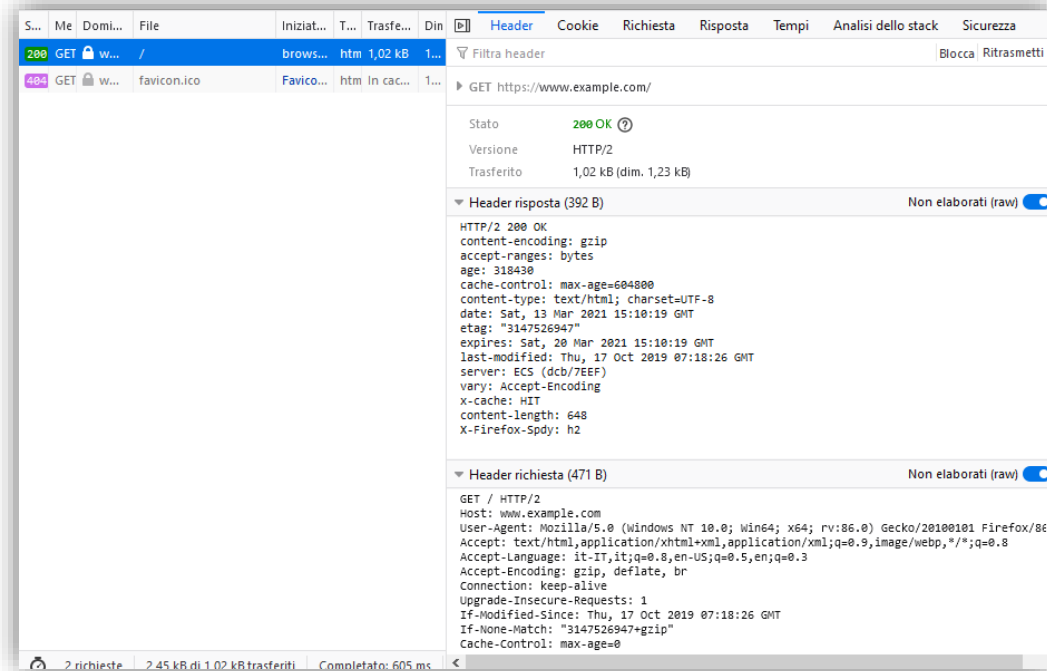 S... Me Domi... File Iniziat... T... Trasfe... Din
200 GET w... / brows... htm 1,02 kB 1...
404 GET w... favicon.ico Favico... htm In cac... 1...
2 richieste 2,45 kB di 1,02 kB trasferiti Completato: 605 ms
Header Cookie Richiesta Risposta Tempi Analisi dello stack Sicurezza
Filtra header Blocca Ritrasmetti
GET https://www.example.com/
Stato 200 OK ?
Versione HTTP/2
Trasferito 1,02 kB (dim. 1,23 kB)
Header risposta (392 B) Non elaborati (raw)
HTTP/2 200 OK
content-encoding: gzip
accept-ranges: bytes
age: 318430
cache-control: max-age=604800
content-type: text/html; charset=UTF-8
date: Sat, 13 Mar 2021 15:10:19 GMT
etag: "3147526947"
expires: Sat, 20 Mar 2021 15:10:19 GMT
last-modified: Thu, 17 Oct 2019 07:18:26 GMT
server: ECS (dcb/7EEF)
vary: Accept-Encoding
x-cache: HIT
content-length: 648
X-Firefox-Spdy: h2
Header richiesta (471 B) Non elaborati (raw)
GET / HTTP/2
Host: www.example.com
User-Agent: Mozilla/5.0 (Windows NT 10.0; Win64; x64; rv:86.0) Gecko/20100101 Firefox/86
Accept: text/html,application/xhtml+xml,application/xml;q=0.9,image/webp,*/*;q=0.8
Accept-Language: it-IT,it;q=0.8,en-US;q=0.5,en;q=0.3
Accept-Encoding: gzip, deflate, br
Connection: keep-alive
Upgrade-Insecure-Requests: 1
If-Modified-Since: Thu, 17 Oct 2019 07:18:26 GMT
If-None-Match: "3147526947+gzip"
Cache-Control: max-age=0